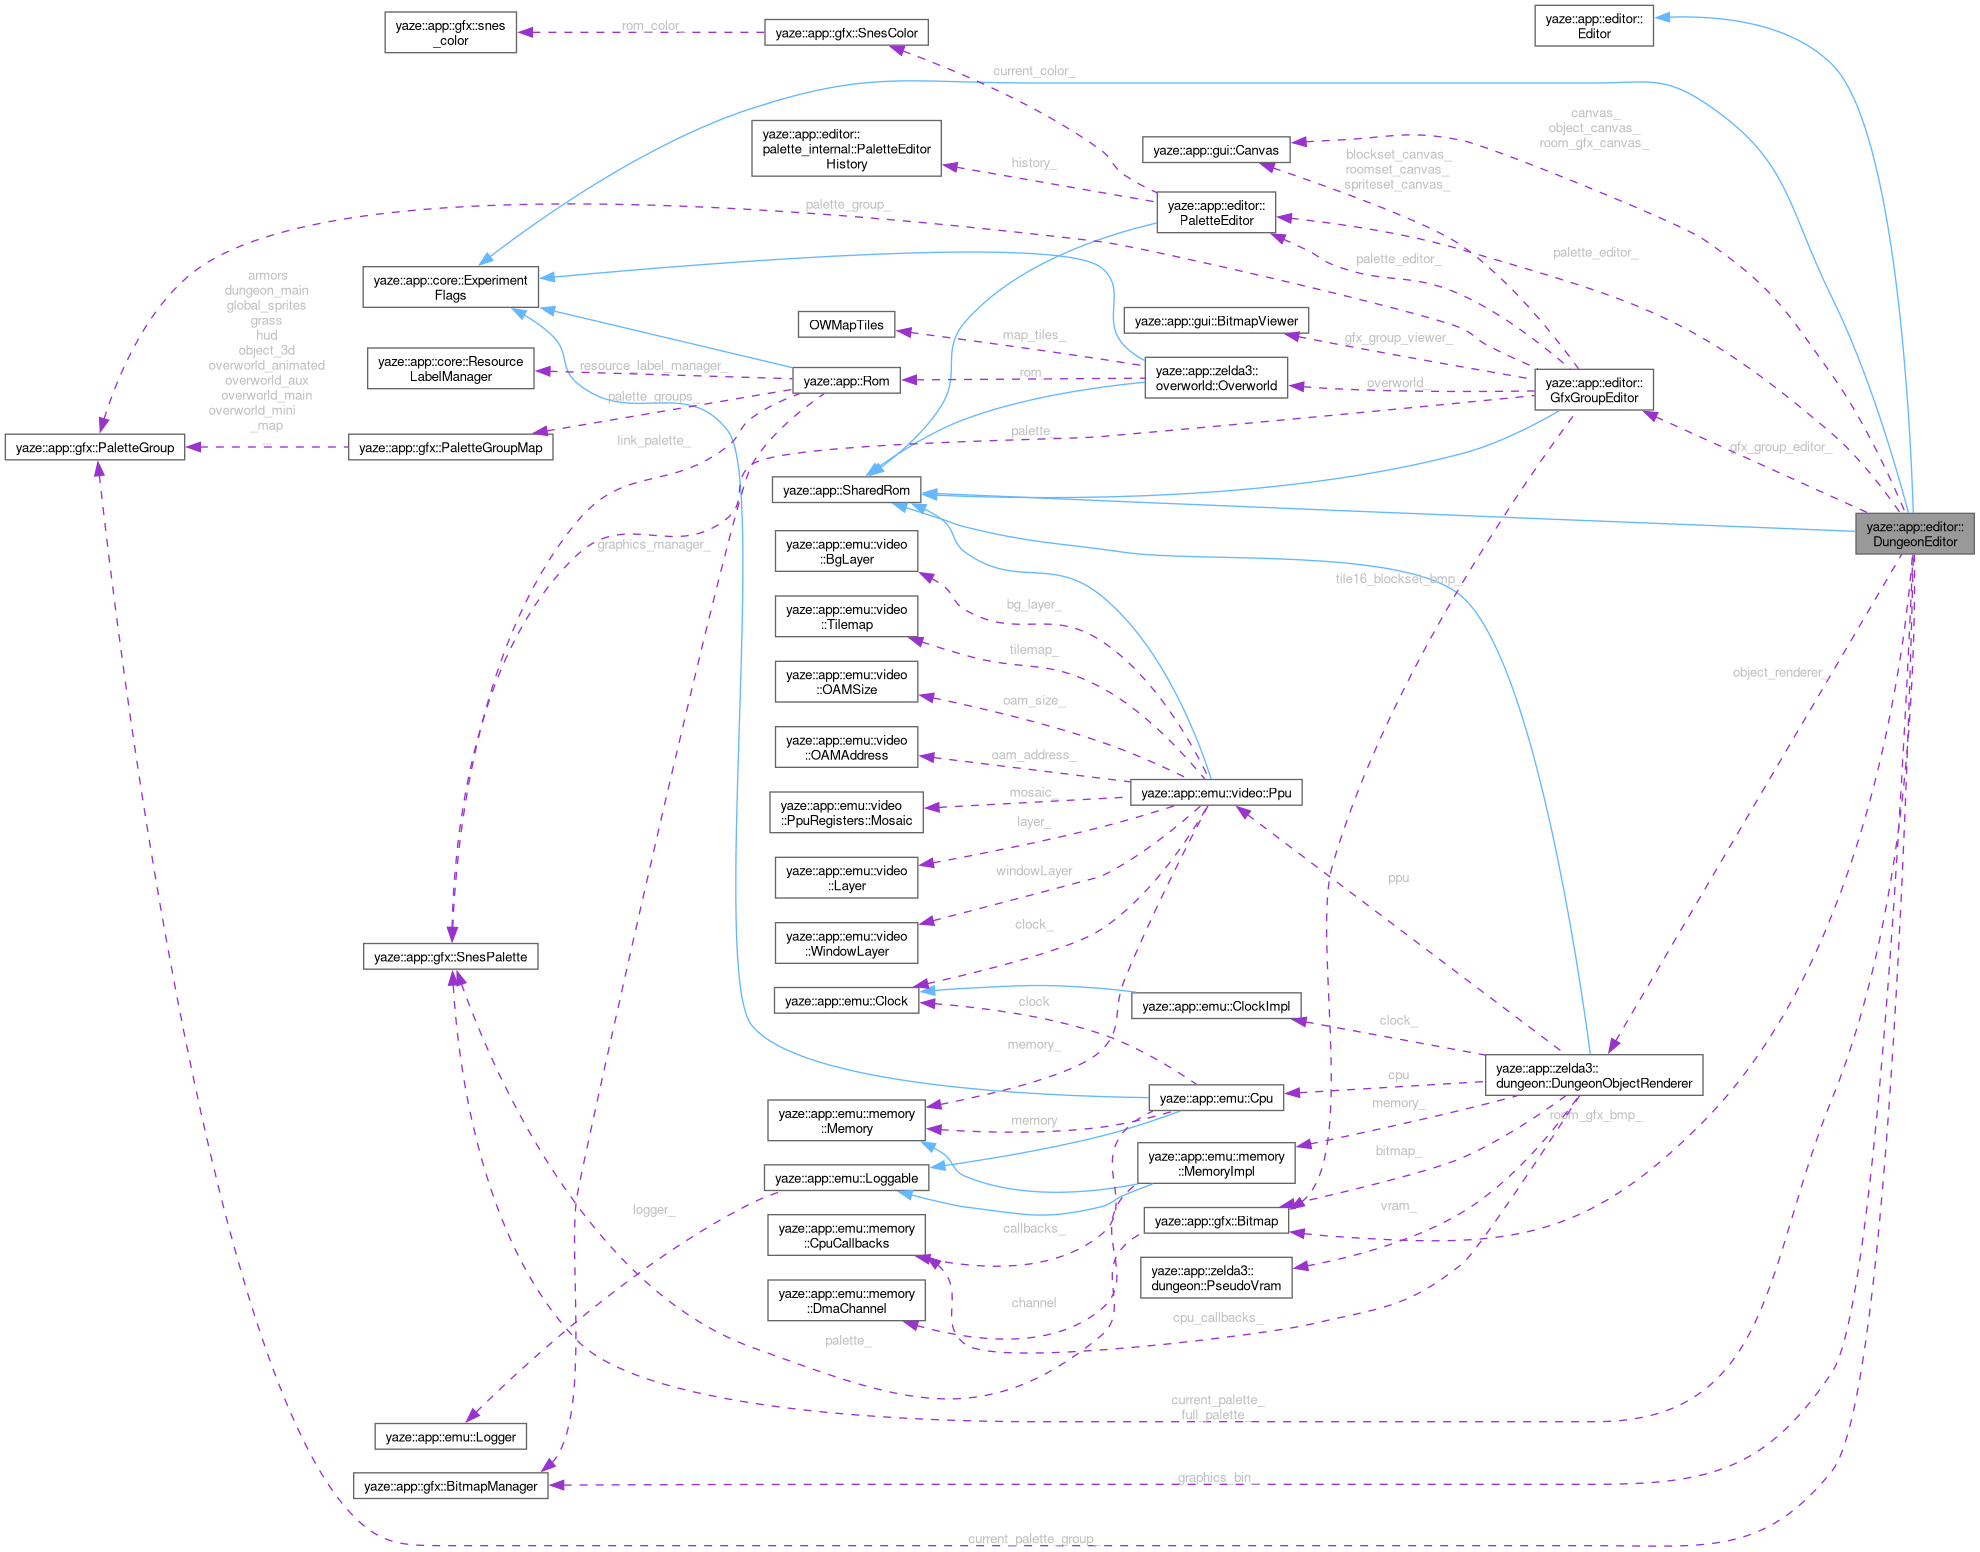 yaze::app::gfx::snes
_color
rom_color_
yaze::app::gfx::SnesColor
yaze::app::editor::
Editor
current_color_
yaze::app::editor::
palette_internal::PaletteEditor
History
history_
yaze::app::gui::Canvas
canvas_
object_canvas_
room_gfx_canvas_
blockset_canvas_
roomset_canvas_
spriteset_canvas_
palette_group_
yaze::app::editor::
PaletteEditor
palette_editor_
palette_editor_
yaze::app::core::Experiment
Flags
armors
dungeon_main
global_sprites
grass
hud
object_3d
overworld_animated
overworld_aux
overworld_main
overworld_mini
_map
...
OWMapTiles
map_tiles_
yaze::app::gui::BitmapViewer
gfx_group_viewer_
yaze::app::core::Resource
LabelManager
resource_label_manager_
yaze::app::Rom
rom_
yaze::app::zelda3::
overworld::Overworld
overworld_
yaze::app::editor::
GfxGroupEditor
palette_groups_
link_palette_
palette_
gfx_group_editor_
yaze::app::gfx::PaletteGroup
yaze::app::gfx::PaletteGroupMap
yaze::app::SharedRom
yaze::app::editor::
DungeonEditor
graphics_manager_
yaze::app::emu::video
::BgLayer
bg_layer_
tile16_blockset_bmp_
yaze::app::emu::video
::Tilemap
tilemap_
yaze::app::emu::video
::OAMSize
oam_size_
object_renderer_
yaze::app::emu::video
::OAMAddress
oam_address_
yaze::app::emu::video::Ppu
yaze::app::emu::video
::PpuRegisters::Mosaic
mosaic_
layer_
yaze::app::emu::video
::Layer
windowLayer
ppu
yaze::app::emu::video
::WindowLayer
clock_
yaze::app::gfx::SnesPalette
yaze::app::emu::Clock
clock
yaze::app::emu::ClockImpl
clock_
memory_
yaze::app::zelda3::
dungeon::DungeonObjectRenderer
cpu
yaze::app::emu::Cpu
yaze::app::emu::memory
::Memory
memory
memory_
room_gfx_bmp_
yaze::app::emu::memory
::MemoryImpl
bitmap_
yaze::app::emu::Loggable
logger_
vram_
yaze::app::emu::memory
::CpuCallbacks
callbacks_
yaze::app::gfx::Bitmap
yaze::app::zelda3::
dungeon::PseudoVram
yaze::app::emu::memory
::DmaChannel
channel
cpu_callbacks_
palette_
current_palette_
full_palette_
yaze::app::emu::Logger
yaze::app::gfx::BitmapManager
graphics_bin_
current_palette_group_